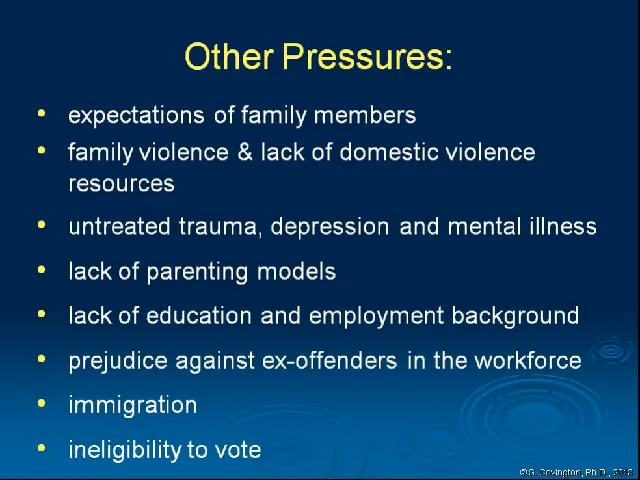 Other Pressures:
• expectations of family members
• family violence & lack of domestic violence
resources
• untreated trauma, depression and mental illness
• lack of parenting models
• lack of education and employment background
• prejudice against ex-offenders in the workforce
• immigration
• ineligibility to vote
©S. Covington, Ph.D.,